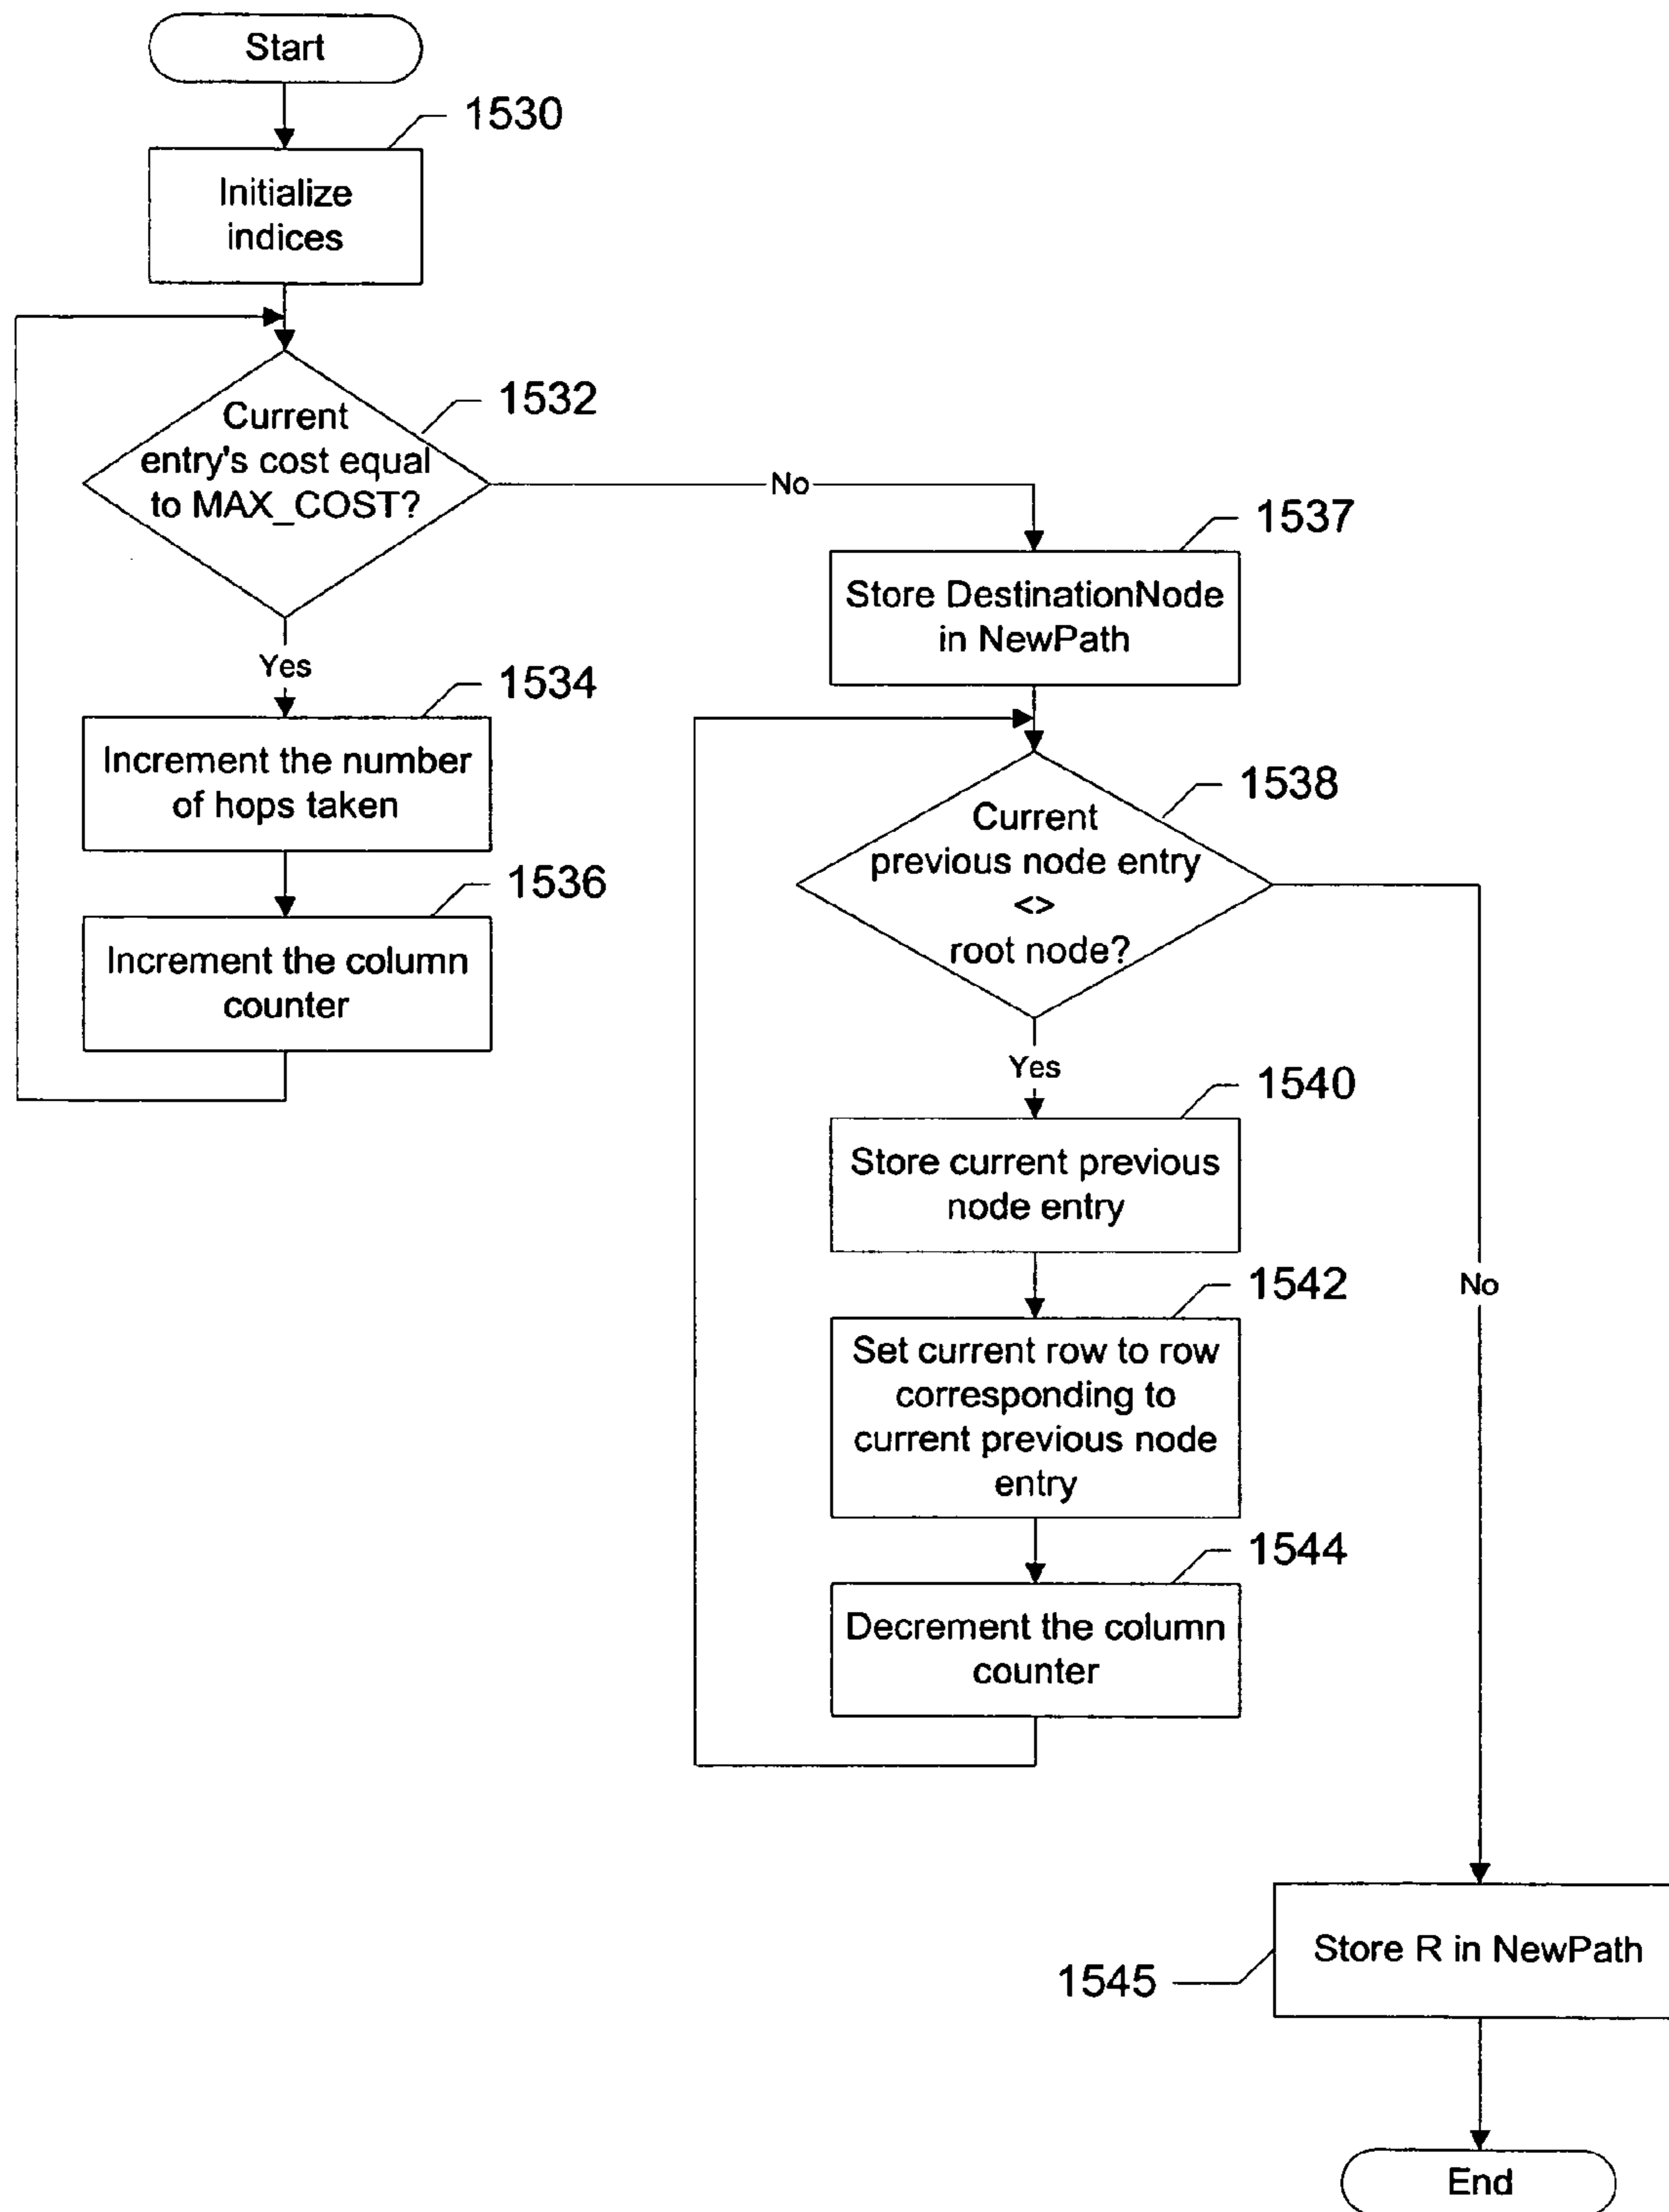 Start
1530
Initialize
indices
1532
Current
entry's cost equal
to MAX_COST?
No
1537
Store DestinationNode
in NewPath
Yes
1534
Increment the number
of hops taken
1538
Current
previous node entry
<>
root node?
1536
Increment the column
counter
Yes
1540
Store current previous
node entry
No
1542
Set current row to row
corresponding to
current previous node
entry
1544
Decrement the column
counter
Store R in NewPath
1545
End